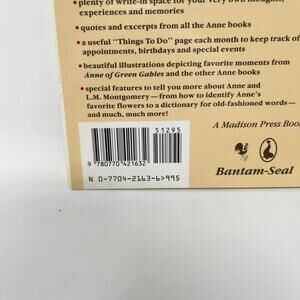 • plenty of write-in space for your very own thoughts,
experiences and memories
• quotes and excerpts from all the Anne books
• a useful "Things To Do" page each month to keep track of
appointments, birthdays and special events
• beautiful illustrations depicting favorite moments from
Anne of Green Gables and the other Anne books
• special features to tell you more about Anne and
L.M. Montgomery—from how to identify Anne's
favorite flowers to a dictionary for old-fashioned words—
and much, much more!
51295
9 780770 421632
N 0-7704-2163-6>>995
A Madison Press Boo
Bantam-Seal